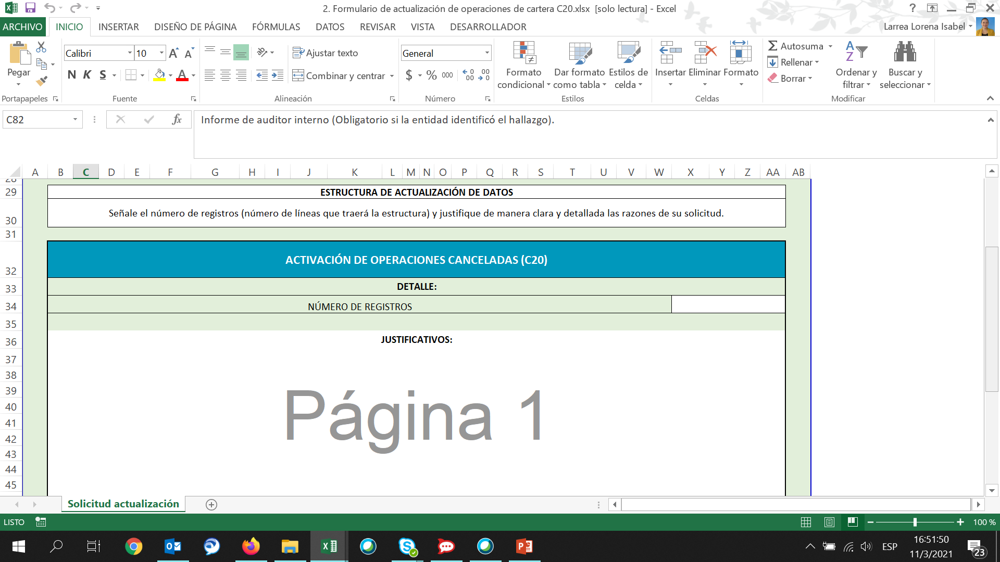 2. Formulario de actualización de operaciones de cartera C20.xlsx [solo lectura] - Excel
ARCHIVO INICIO INSERTAR DISEÑO DE PÁGINA FÓRMULAS DATOS REVISAR VISTA DESARROLLADOR
Larrea Lorena Isabel
Pegar
Portapapeles
Calibri 10
N K S
Fuente
Ajustar texto
Combinar y centrar
Alineación
General
$ % 000
Número
Formato condicional
Dar formato como tabla
Estilos de celda
Estilos
Insertar Eliminar Formato
Celdas
Autosuma
Rellenar
Borrar
Ordenar y filtrar
Buscar y seleccionar
Modificar
C82
fx
Informe de auditor interno (Obligatorio si la entidad identificó el hallazgo).
A B C D E F G H I J K L M N O P Q R S T U V W X Y Z AA AB
28
29 ESTRUCTURA DE ACTUALIZACIÓN DE DATOS
30 Señale el número de registros (número de líneas que traerá la estructura) y justifique de manera clara y detallada las razones de su solicitud.
31
32 ACTIVACIÓN DE OPERACIONES CANCELADAS (C20)
33 DETALLE:
34 NÚMERO DE REGISTROS
35
36 JUSTIFICATIVOS:
37
38
39
Página 1
40
41
42
43
44
45
Solicitud actualización
LISTO
100 %
ESP
16:51:50
11/3/2021
23